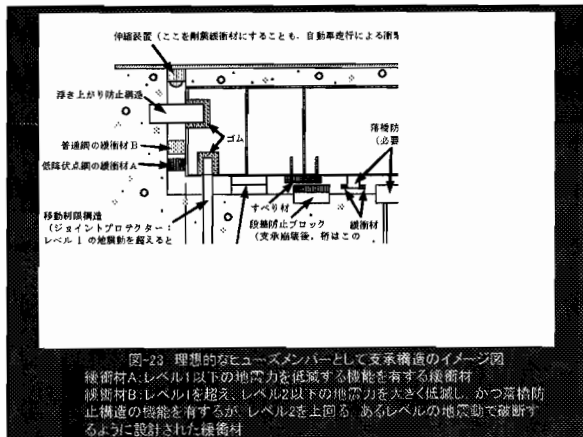 伸縮装置(ここを剛鋼緩衝材にすることも、自動車走行による衝撃
浮き上がり防止構造
ゴム
普通鋼の緩衝材B
低降伏点鋼の緩衝材A
落橋防
(必要
すべり材
移動制限構造
(ジョイントプロテクター:
レベル1の地震動を超えると
段差防止ブロック
(支承崩壊後、桁はこの
緩衝材
図-23 理想的なヒューズメンバーとして支承構造のイメージ図
緩衝材A:レベル1以下の地震力を低減する機能を有する緩衝材
緩衝材B:レベル1を超え、レベル2以下の地震力を大きく低減し、かつ落橋防
止構造の機能を有するが、レベル2を上回る、あるレベルの地震動で破断す
るように設計された緩衝材